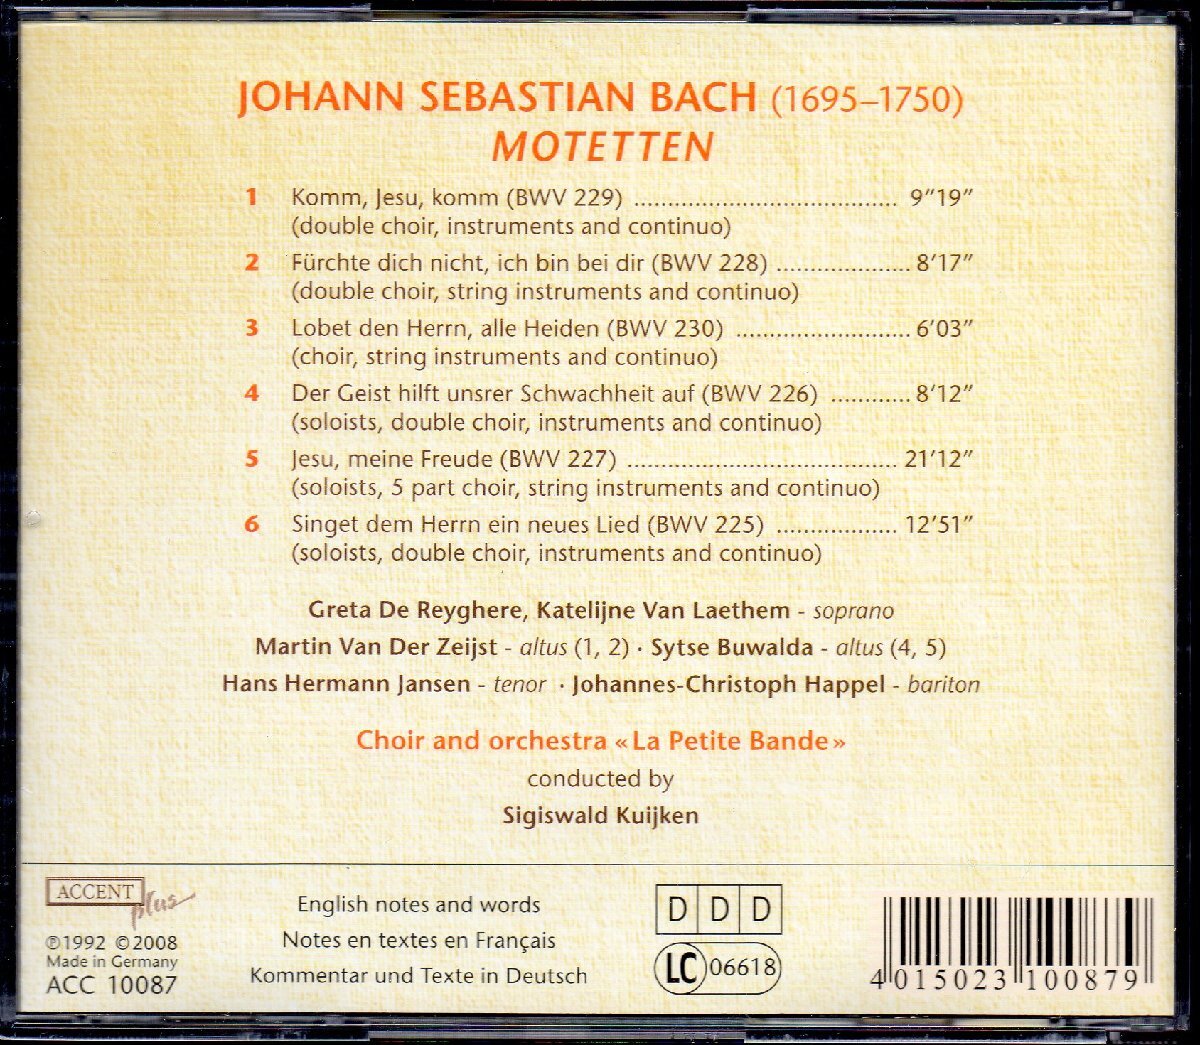 JOHANN SEBASTIAN BACH (1695–1750)
MOTETTEN
1 Komm, Jesu, komm (BWV 229) ........................................ 9”19”
(double choir, instruments and continuo)
2 Fürchte dich nicht, ich bin bei dir (BWV 228) .................... 8’17”
(double choir, string instruments and continuo)
3 Lobet den Herrn, alle Heiden (BWV 230) .......................... 6’03”
(choir, string instruments and continuo)
4 Der Geist hilft unsrer Schwachheit auf (BWV 226) ............ 8’12”
(soloists, double choir, instruments and continuo)
5 Jesu, meine Freude (BWV 227) ........................................ 21’12”
(soloists, 5 part choir, string instruments and continuo)
6 Singet dem Herrn ein neues Lied (BWV 225) .................. 12’51”
(soloists, double choir, instruments and continuo)
Greta De Reyghere, Katelijne Van Laethem - soprano
Martin Van Der Zeijst - altus (1, 2) · Sytse Buwalda - altus (4, 5)
Hans Hermann Jansen - tenor · Johannes-Christoph Happel - bariton
Choir and orchestra «La Petite Bande»
conducted by
Sigiswald Kuijken
ACCENT
plus
℗1992 ©2008
Made in Germany
ACC 10087
English notes and words
Notes en textes en Français
Kommentar und Texte in Deutsch
D D D
LC 06618
4 015023 100879